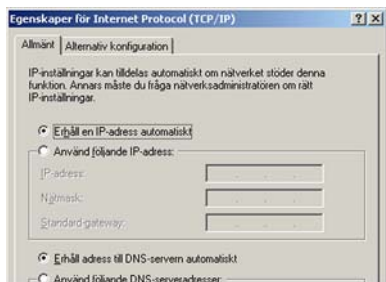 Egenskaper för Internet Protocol (TCP/IP)
Allmänt
Alternativ konfiguration
IP-inställningar kan tilldelas automatiskt om nätverket stöder denna
funktion. Annars måste du fråga nätverksadministratören om rätt
IP-inställningar.
Erhåll en IP-adress automatiskt
Använd följande IP-adress:
IP-adress:
Nätmask:
Standard-gateway:
Erhåll adress till DNS-servern automatiskt
Använd följande DNS-serveradresser: